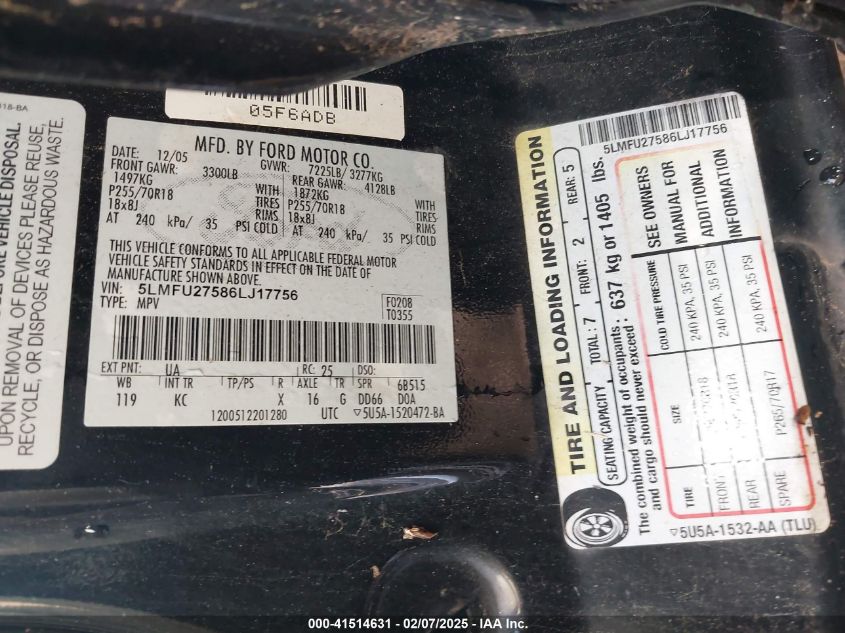 018-BA
BEFORE VEHICLE DISPOSAL.
UPON REMOVAL OF DEVICES PLEASE REUSE,
RECYCLE, OR DISPOSE AS HAZARDOUS WASTE.
05F6ADB
MFD. BY FORD MOTOR CO.
DATE: 12/05 GVWR: 7225LB/ 3277KG
FRONT GAWR: 3300LB REAR GAWR: 4128LB
1497KG WITH 1872KG WITH
P255/70R18 TIRES P255/70R18 TIRES
18x8J RIMS 18x8J RIMS
AT 240 kPa/ 35 PSI COLD AT 240 kPa/ 35 PSI COLD
THIS VEHICLE CONFORMS TO ALL APPLICABLE FEDERAL MOTOR
VEHICLE SAFETY STANDARDS IN EFFECT ON THE DATE OF
MANUFACTURE SHOWN ABOVE.
VIN: 5LMFU27586LJ17756
TYPE: MPV
F0208
T0355
EXT PNT: UA RC: 25 DSO:
WB INT TR TP/PS R AXLE TR SPR 6B515
119 KC X 16 G DD66 D0A
1200512201280 UTC ▽5U5A-1520472-BA
5LMFU27586LJ17756
TIRE AND LOADING INFORMATION
SEATING CAPACITY TOTAL: 7 FRONT: 2 REAR: 5
The combined weight of occupants and cargo should never exceed : 637 kg or 1405 lbs.
TIRE SIZE COLD TIRE PRESSURE
FRONT 240 KPA, 35 PSI
REAR 240 KPA, 35 PSI
SPARE P265/70R17 240 KPA, 35 PSI
SEE OWNERS
MANUAL FOR
ADDITIONAL
INFORMATION
▽5U5A-1532-AA (TLU)
000-41514631 - 02/07/2025 - IAA Inc.